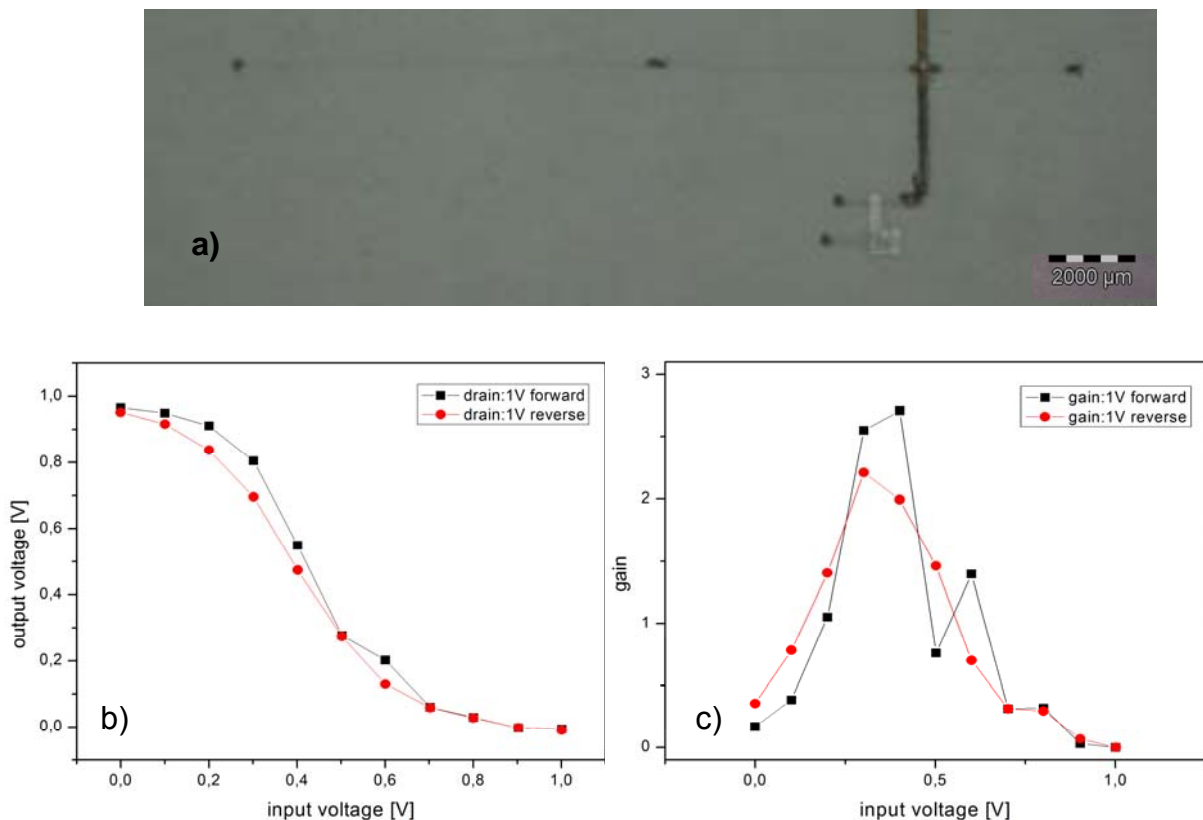 a)
2000 µm
1,0
0,8
0,6
0,4
0,2
0,0
output voltage [V]
drain:1V forward
drain:1V reverse
b)
0,0
0,2
0,4
0,6
0,8
1,0
input voltage [V]
3
2
1
0
gain
gain:1V forward
gain:1V reverse
c)
0,0
0,5
1,0
input voltage [V]